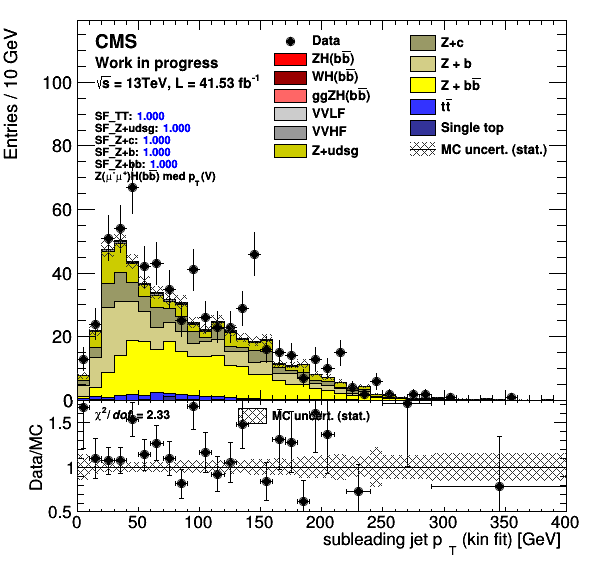 CMS
Work in progress
√s = 13TeV, L = 41.53 fb⁻¹
SF_TT: 1.000
SF_Z+udsg: 1.000
SF_Z+c: 1.000
SF_Z+b: 1.000
SF_Z+bb: 1.000
Z(μ⁻μ⁺)H(bb̅) med p_T(V)
Data
ZH(bb̅)
WH(bb̅)
ggZH(bb̅)
VVLF
VVHF
Z+udsg
Z+c
Z + b
Z + bb̅
tt̅
Single top
MC uncert. (stat.)
Entries / 10 GeV
100
80
60
40
20
0
χ²/dof = 2.33
MC uncert. (stat.)
Data/MC
1.5
1
0.5
0 50 100 150 200 250 300 350 400
subleading jet p_T (kin fit) [GeV]